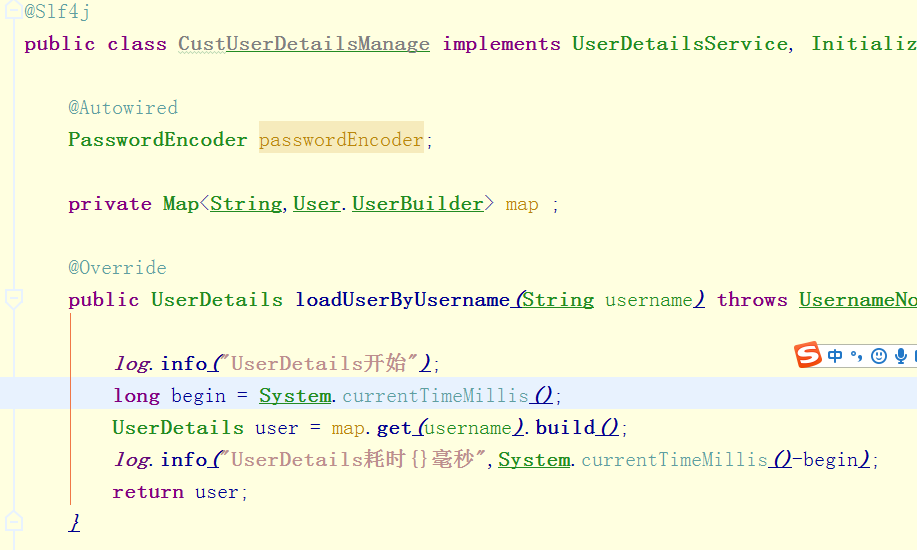 @Slf4j
public class CustUserDetailsManage implements UserDetailsService, Initializ
@Autowired
PasswordEncoder passwordEncoder;
private Map<String,User.UserBuilder> map ;
@Override
public UserDetails loadUserByUsername(String username) throws UsernameNo
log.info("UserDetails开始");
long begin = System.currentTimeMillis();
UserDetails user = map.get(username).build();
log.info("UserDetails耗时{}毫秒",System.currentTimeMillis()-begin);
return user;
}
S 中 °,